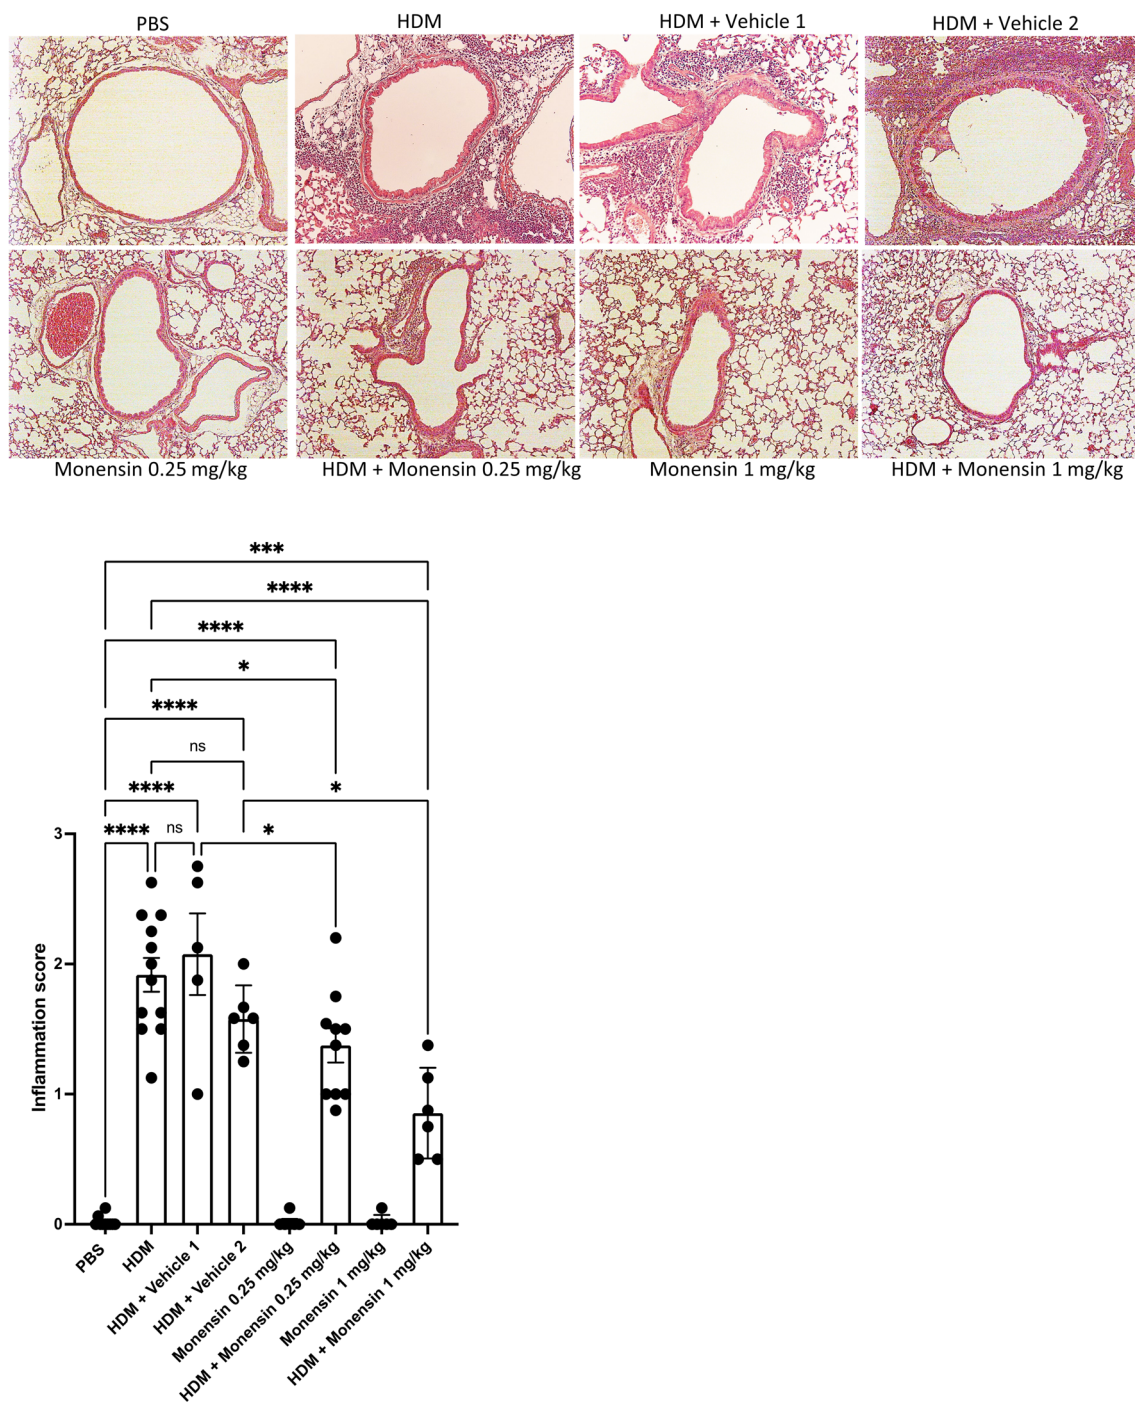 PBS
HDM
HDM + Vehicle 1
HDM + Vehicle 2
Monensin 0.25 mg/kg
HDM + Monensin 0.25 mg/kg
Monensin 1 mg/kg
HDM + Monensin 1 mg/kg
***
****
****
*
****
ns
****
*
****
ns
*
3
2
1
0
Inflammation score
PBS
HDM
HDM + Vehicle 1
HDM + Vehicle 2
Monensin 0.25 mg/kg
HDM + Monensin 0.25 mg/kg
Monensin 1 mg/kg
HDM + Monensin 1 mg/kg